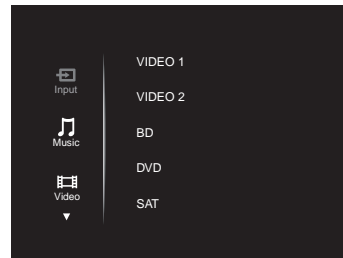 Input
Music
Video
VIDEO 1
VIDEO 2
BD
DVD
SAT